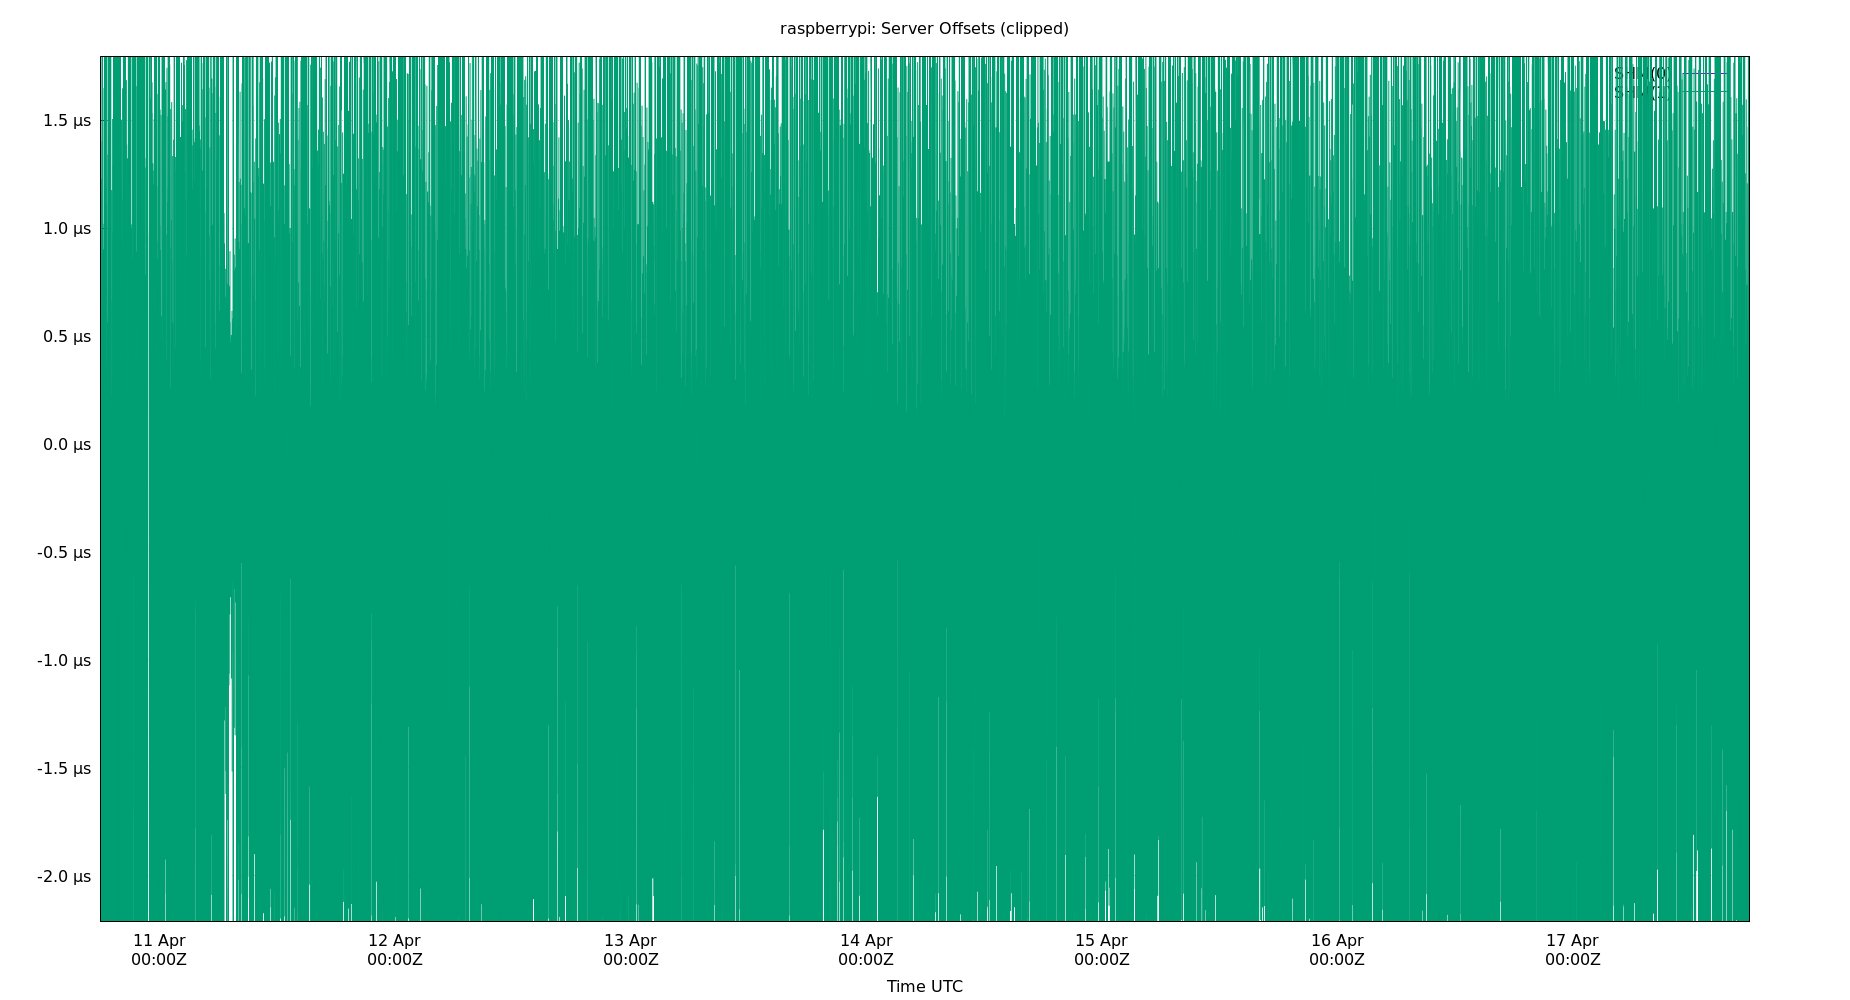 raspberrypi: Server Offsets (clipped)
1.5 µs
1.0 µs
0.5 µs
0.0 µs
-0.5 µs
-1.0 µs
-1.5 µs
-2.0 µs
11 Apr 12 Apr 13 Apr 14 Apr 15 Apr 16 Apr 17 Apr
00:00Z 00:00Z 00:00Z 00:00Z 00:00Z 00:00Z 00:00Z
Time UTC